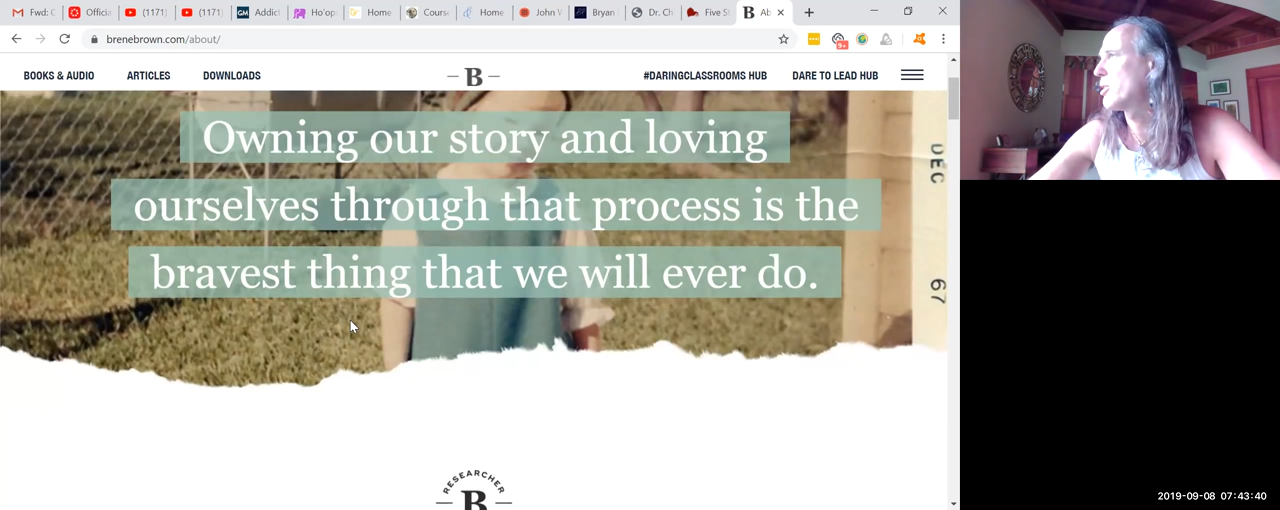 Fwd: C
Officia
(1171)
(1171)
Addict
Ho'op
Home
Course
Home
John V
Bryan
Dr. Ch
Five St
B Ab
brenebrown.com/about/
9+
BOOKS & AUDIO
ARTICLES
DOWNLOADS
B
#DARINGCLASSROOMS HUB
DARE TO LEAD HUB
Owning our story and loving
ourselves through that process is the
bravest thing that we will ever do.
DEC
67
RESEARCHER
B
2019-09-08 07:43:40